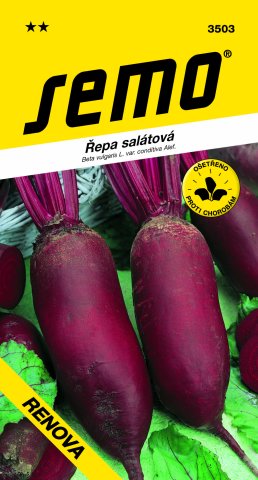 ★★ 3503
semo®
Řepa salátová
Beta vulgaris L. var. conditiva Alef.
OŠETŘENO
PROTI CHOROBÁM
RENOVA